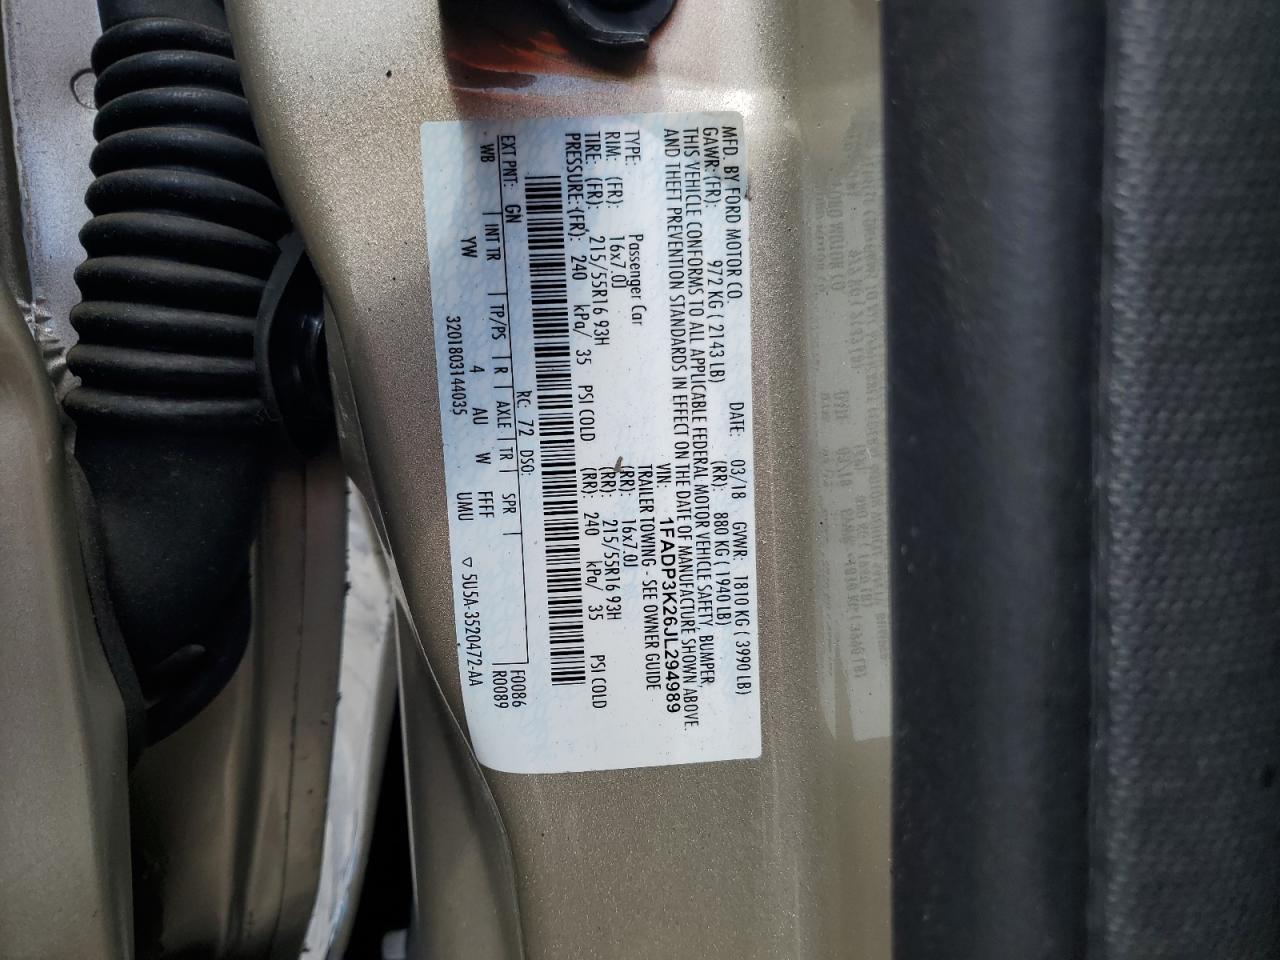 MFD. BY FORD MOTOR CO. DATE: 03/18 GVWR: 1810 KG ( 3990 LB)
GAWR: (FR): 972 KG ( 2143 LB) (RR): 880 KG ( 1940 LB)
THIS VEHICLE CONFORMS TO ALL APPLICABLE FEDERAL MOTOR VEHICLE SAFETY, BUMPER,
AND THEFT PREVENTION STANDARDS IN EFFECT ON THE DATE OF MANUFACTURE SHOWN ABOVE.
VIN: 1FADP3K26JL294989
TYPE: Passenger Car TRAILER TOWING - SEE OWNER GUIDE
RIM: (FR): 16x7.0J (RR): 16x7.0J
TIRE: (FR): 215/55R16 93H (RR): 215/55R16 93H
PRESSURE: (FR): 240 kPa/ 35 PSI COLD (RR): 240 kPa/ 35 PSI COLD
RC: 72 DSO: F0086
EXT PNT: GN INT TR TP/PS R AXLE TR SPR R0089
WB YW 4 AU W FFFF
3201803144035 UMU ▽ 5U5A-3520472-AA